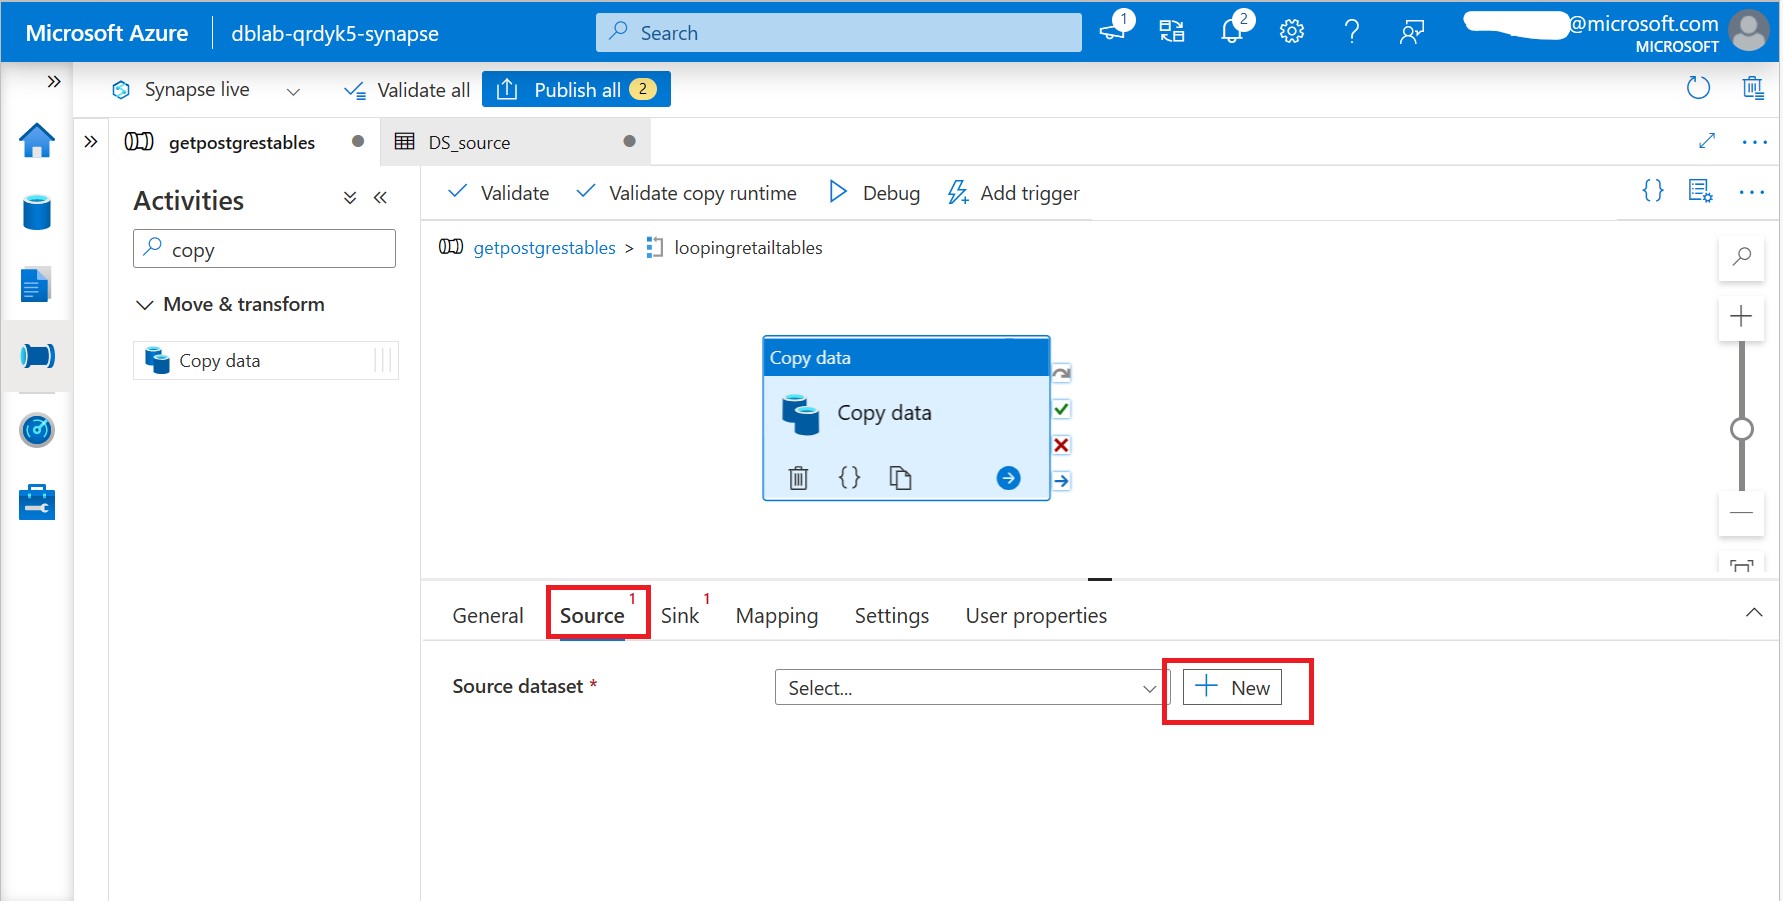 Microsoft Azure
dblab-qrdyk5-synapse
Search
1
2
@microsoft.com
MICROSOFT
Synapse live
Validate all
Publish all 2
getpostgrestables
DS_source
Activities
Validate
Validate copy runtime
Debug
Add trigger
copy
getpostgrestables > loopingretailtables
Move & transform
Copy data
Copy data
Copy data
General
Source 1
Sink 1
Mapping
Settings
User properties
Source dataset *
Select...
New